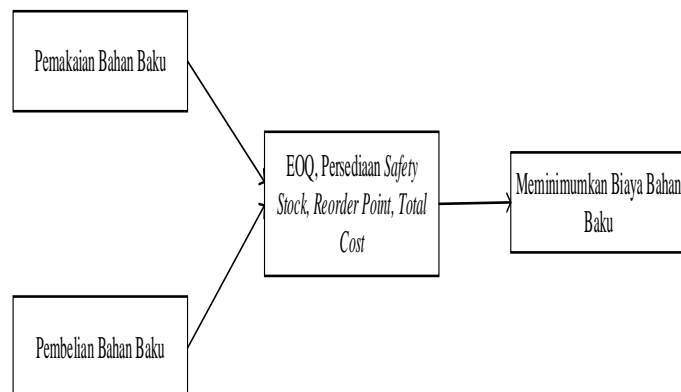 Pemakaian Bahan Baku
EOQ, Persediaan Safety
Stock, Reorder Point, Total
Cost
Meminimumkan Biaya Bahan
Baku
Pembelian Bahan Baku